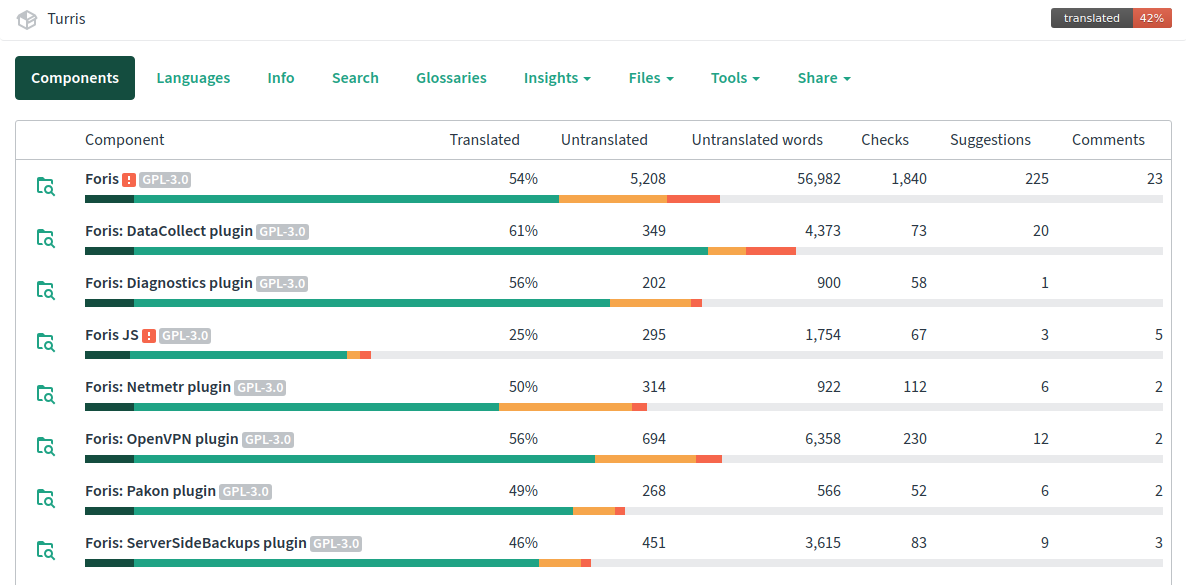 Turris translated 42%
Components Languages Info Search Glossaries Insights Files Tools Share
Component Translated Untranslated Untranslated words Checks Suggestions Comments
Foris ! GPL-3.0 54% 5,208 56,982 1,840 225 23
Foris: DataCollect plugin GPL-3.0 61% 349 4,373 73 20
Foris: Diagnostics plugin GPL-3.0 56% 202 900 58 1
Foris JS ! GPL-3.0 25% 295 1,754 67 3 5
Foris: Netmetr plugin GPL-3.0 50% 314 922 112 6 2
Foris: OpenVPN plugin GPL-3.0 56% 694 6,358 230 12 2
Foris: Pakon plugin GPL-3.0 49% 268 566 52 6 2
Foris: ServerSideBackups plugin GPL-3.0 46% 451 3,615 83 9 3